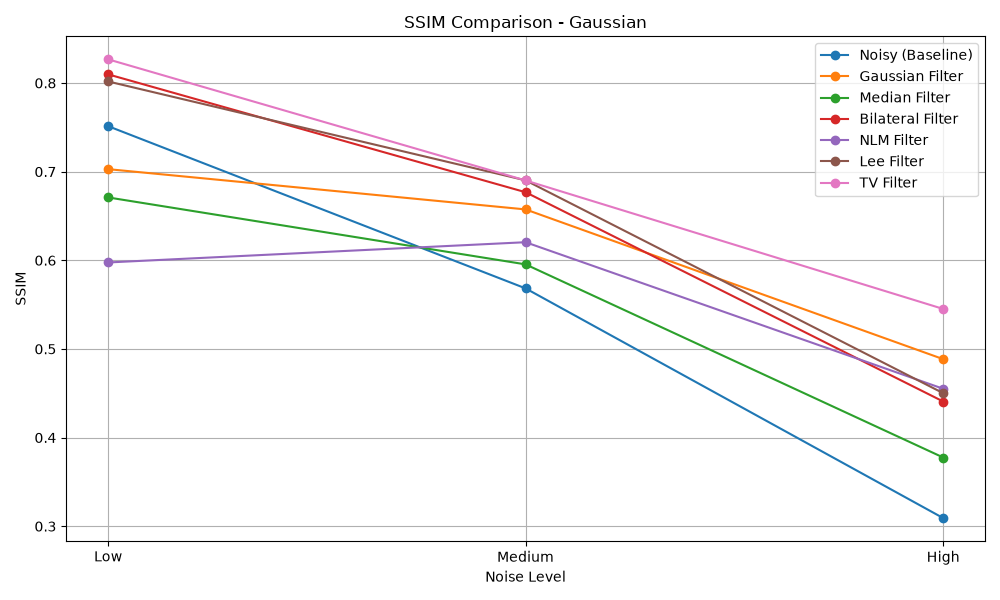 SSIM Comparison - Gaussian
Noisy (Baseline)
Gaussian Filter
Median Filter
Bilateral Filter
NLM Filter
Lee Filter
TV Filter
SSIM
0.8
0.7
0.6
0.5
0.4
0.3
Low
Medium
High
Noise Level